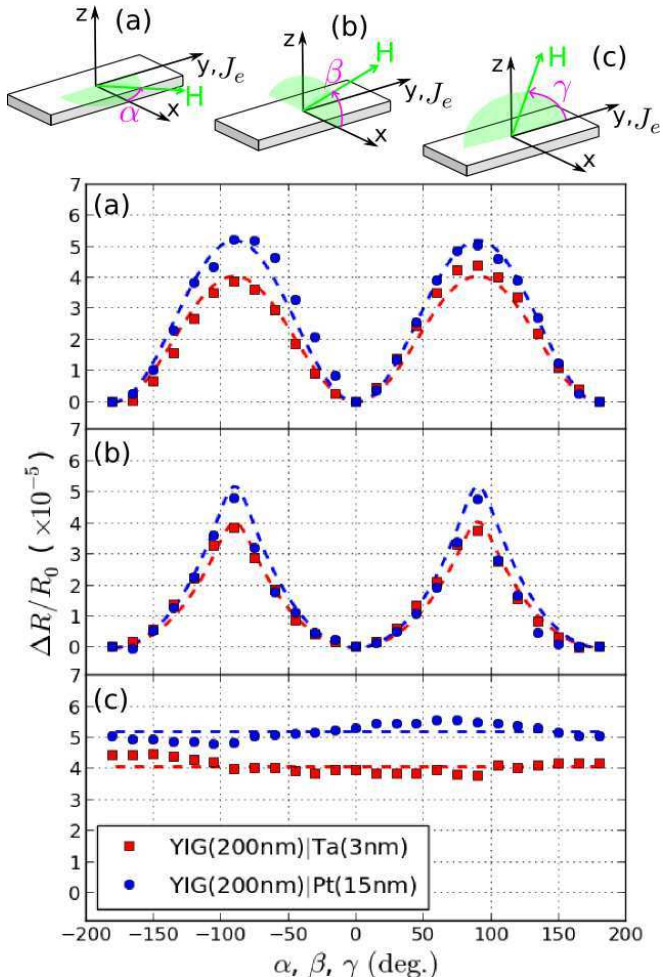 (a) (b) (c)
z H y, J_e α x
z H β y, J_e x
z H γ y, J_e x
(a)
7
6
5
4
3
2
1
0
(b)
7
6
5
4
3
2
1
0
(c)
7
6
5
4
3
2
1
0
ΔR/R_0 (×10^{-5})
YIG(200nm)|Ta(3nm)
YIG(200nm)|Pt(15nm)
−200 −150 −100 −50 0 50 100 150 200
α, β, γ (deg.)